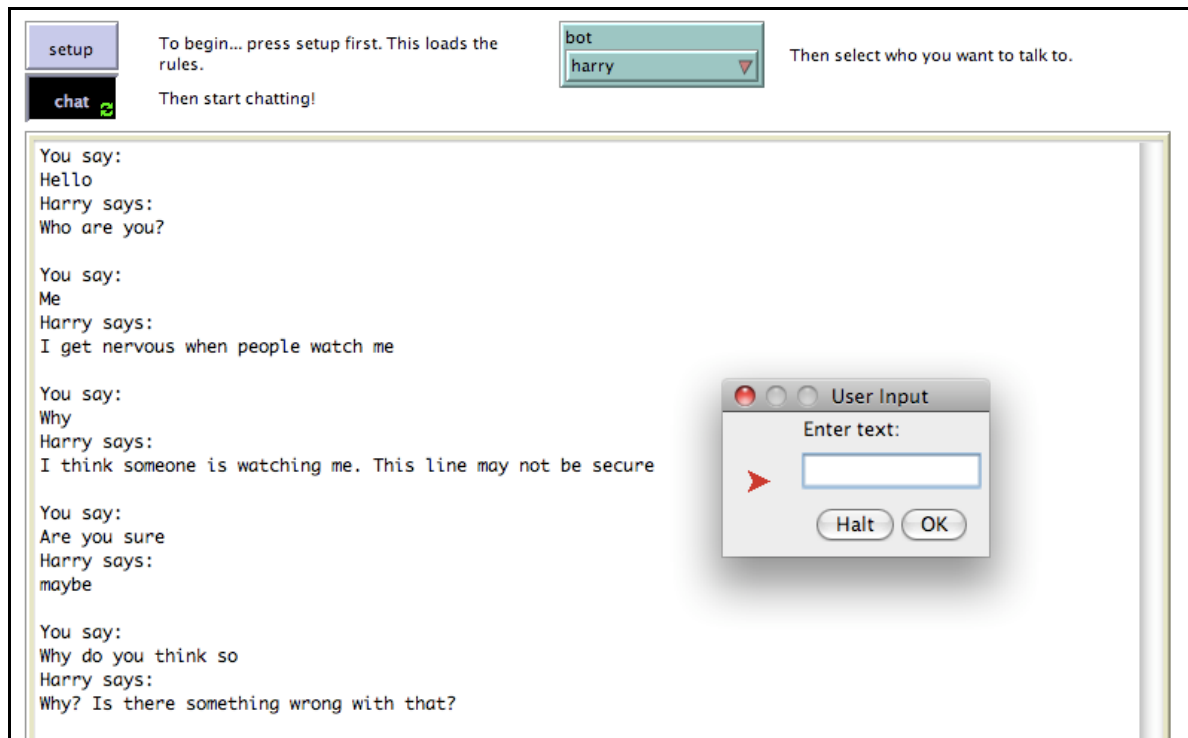 setup
To begin... press setup first. This loads the
rules.
bot
harry
Then select who you want to talk to.
chat
Then start chatting!
You say:
Hello
Harry says:
Who are you?
You say:
Me
Harry says:
I get nervous when people watch me
You say:
Why
Harry says:
I think someone is watching me. This line may not be secure
You say:
Are you sure
Harry says:
maybe
You say:
Why do you think so
Harry says:
Why? Is there something wrong with that?
User Input
Enter text:
Halt
OK